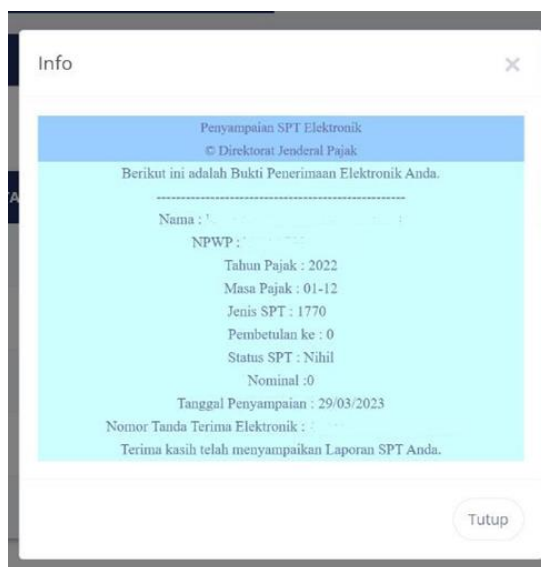 Info
×
Penyampaian SPT Elektronik
© Direktorat Jenderal Pajak
Berikut ini adalah Bukti Penerimaan Elektronik Anda.
----------------------------------------------------
Nama :
NPWP :
Tahun Pajak : 2022
Masa Pajak : 01-12
Jenis SPT : 1770
Pembetulan ke : 0
Status SPT : Nihil
Nominal :0
Tanggal Penyampaian : 29/03/2023
Nomor Tanda Terima Elektronik :
Terima kasih telah menyampaikan Laporan SPT Anda.
Tutup